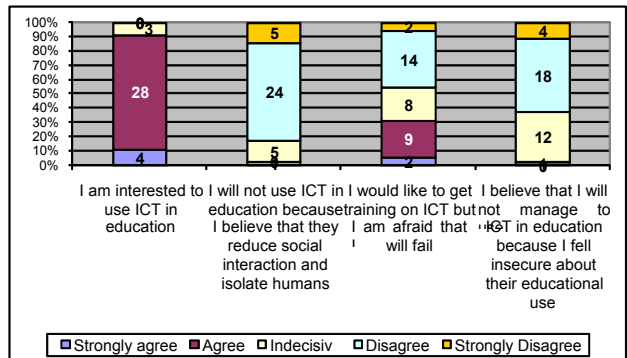 100%
90%
80%
70%
60%
50%
40%
30%
20%
10%
0%
0
3
28
4
5
24
5
2
14
8
9
2
4
18
12
I am interested to
use ICT in
education
I will not use ICT in
education because
I believe that they
reduce social
interaction and
isolate humans
I would like to get
training on ICT but
I am afraid that I
will fail
I believe that I will
not manage to
ICT in education
because I fell
insecure about
their educational
use
Strongly agree Agree Indecisiv Disagree Strongly Disagree